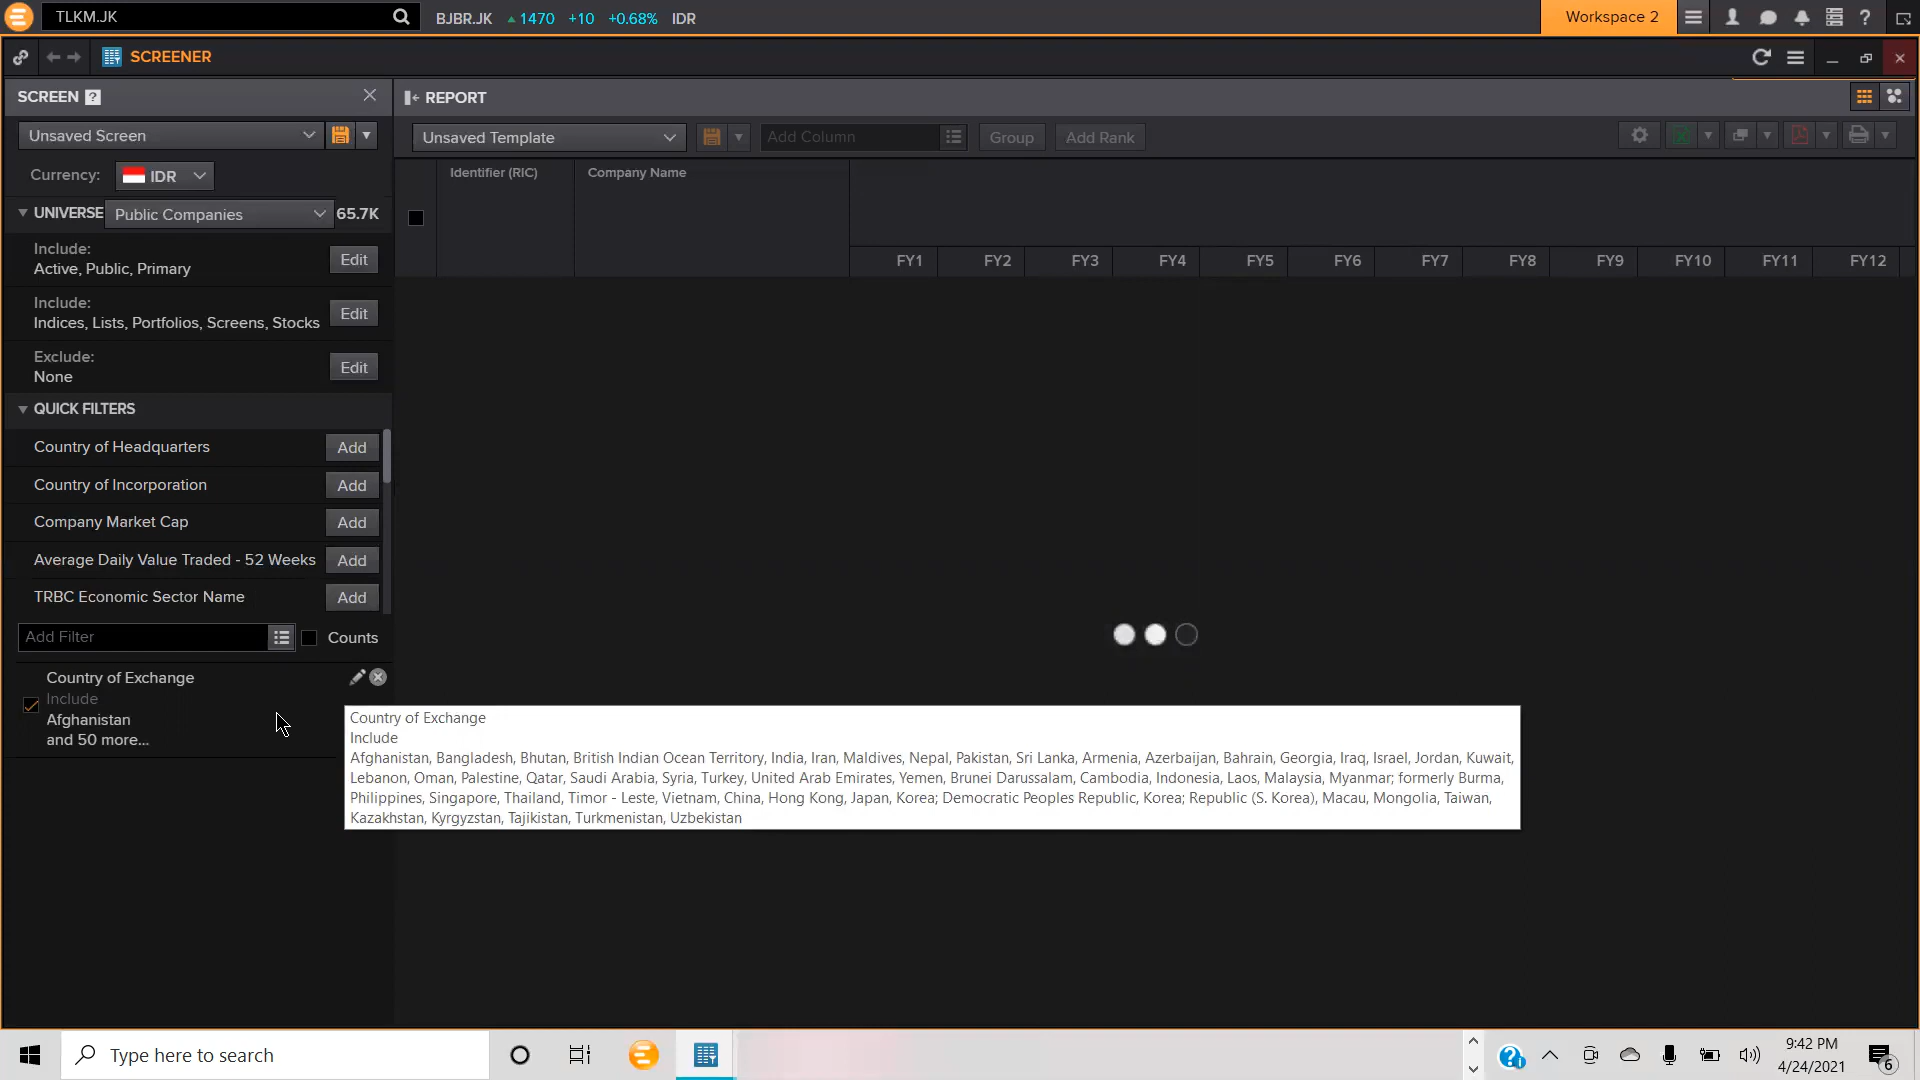 TLKM.JK
BJBR.JK 1470 +10 +0.68% IDR
Workspace 2
SCREENER
SCREEN ?
REPORT
Unsaved Screen
Unsaved Template
Add Column
Group
Add Rank
Currency: IDR
Identifier (RIC)
Company Name
UNIVERSE Public Companies 65.7K
Include:
Active, Public, Primary
Edit
FY1 FY2 FY3 FY4 FY5 FY6 FY7 FY8 FY9 FY10 FY11 FY12
Include:
Indices, Lists, Portfolios, Screens, Stocks
Edit
Exclude:
None
Edit
QUICK FILTERS
Country of Headquarters Add
Country of Incorporation Add
Company Market Cap Add
Average Daily Value Traded - 52 Weeks Add
TRBC Economic Sector Name Add
Add Filter Counts
Country of Exchange
Include
Afghanistan
and 50 more...
Country of Exchange
Include
Afghanistan, Bangladesh, Bhutan, British Indian Ocean Territory, India, Iran, Maldives, Nepal, Pakistan, Sri Lanka, Armenia, Azerbaijan, Bahrain, Georgia, Iraq, Israel, Jordan, Kuwait,
Lebanon, Oman, Palestine, Qatar, Saudi Arabia, Syria, Turkey, United Arab Emirates, Yemen, Brunei Darussalam, Cambodia, Indonesia, Laos, Malaysia, Myanmar; formerly Burma,
Philippines, Singapore, Thailand, Timor - Leste, Vietnam, China, Hong Kong, Japan, Korea; Democratic Peoples Republic, Korea; Republic (S. Korea), Macau, Mongolia, Taiwan,
Kazakhstan, Kyrgyzstan, Tajikistan, Turkmenistan, Uzbekistan
Type here to search
9:42 PM
4/24/2021
6